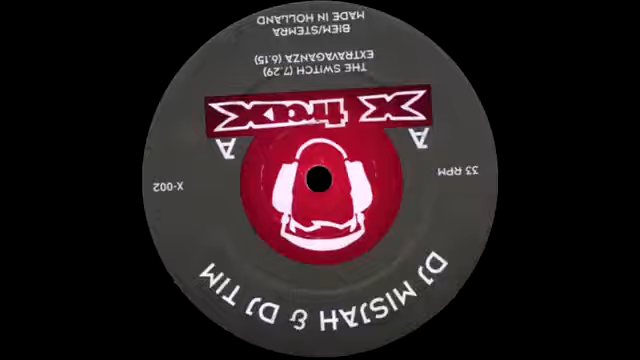 DJ MISJAH & DJ TIM
33 RPM
X-002
A
A
X trax
THE SWITCH (7.29)
EXTRAVAGANZA (6.15)
BIEM/STEMRA
MADE IN HOLLAND